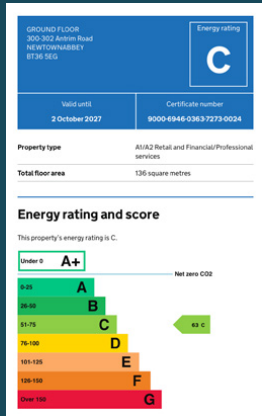 GROUND FLOOR
300-302 Antrim Road
NEWTOWNABBEY
BT36 5EG
Energy rating
C
Valid until
2 October 2027
Certificate number
9000-6946-0363-7273-0024
Property type
A1/A2 Retail and Financial/Professional
services
Total floor area
136 square metres
Energy rating and score
This property's energy rating is C.
Under 0 A+
Net zero CO2
0-25 A
26-50 B
51-75 C
63 C
76-100 D
101-125 E
126-150 F
Over 150 G